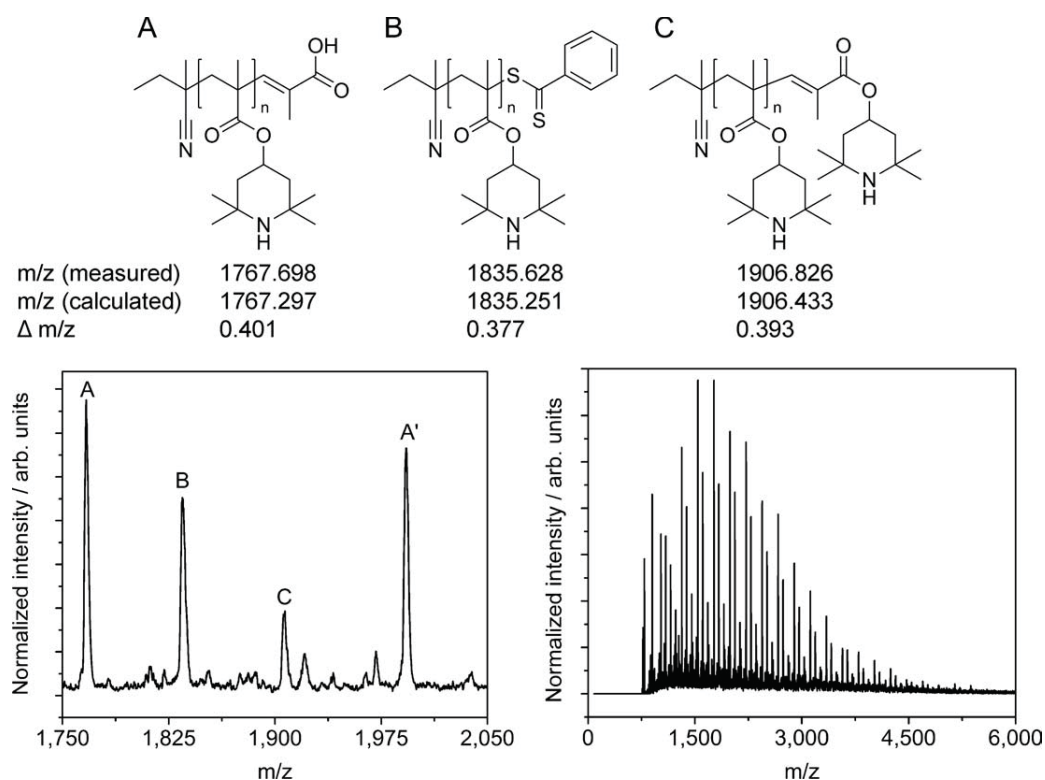 A B C
OH
O
n
N
O
O
N
H
S
S
n
N
O
O
N
H
O
O
n
N
O
O
N
H
N
H
m/z (measured) 1767.698 1835.628 1906.826
m/z (calculated) 1767.297 1835.251 1906.433
Δ m/z 0.401 0.377 0.393
Normalized intensity / arb. units
A
B
C
A'
1,750 1,825 1,900 1,975 2,050
m/z
Normalized intensity / arb. units
0 1,500 3,000 4,500 6,000
m/z